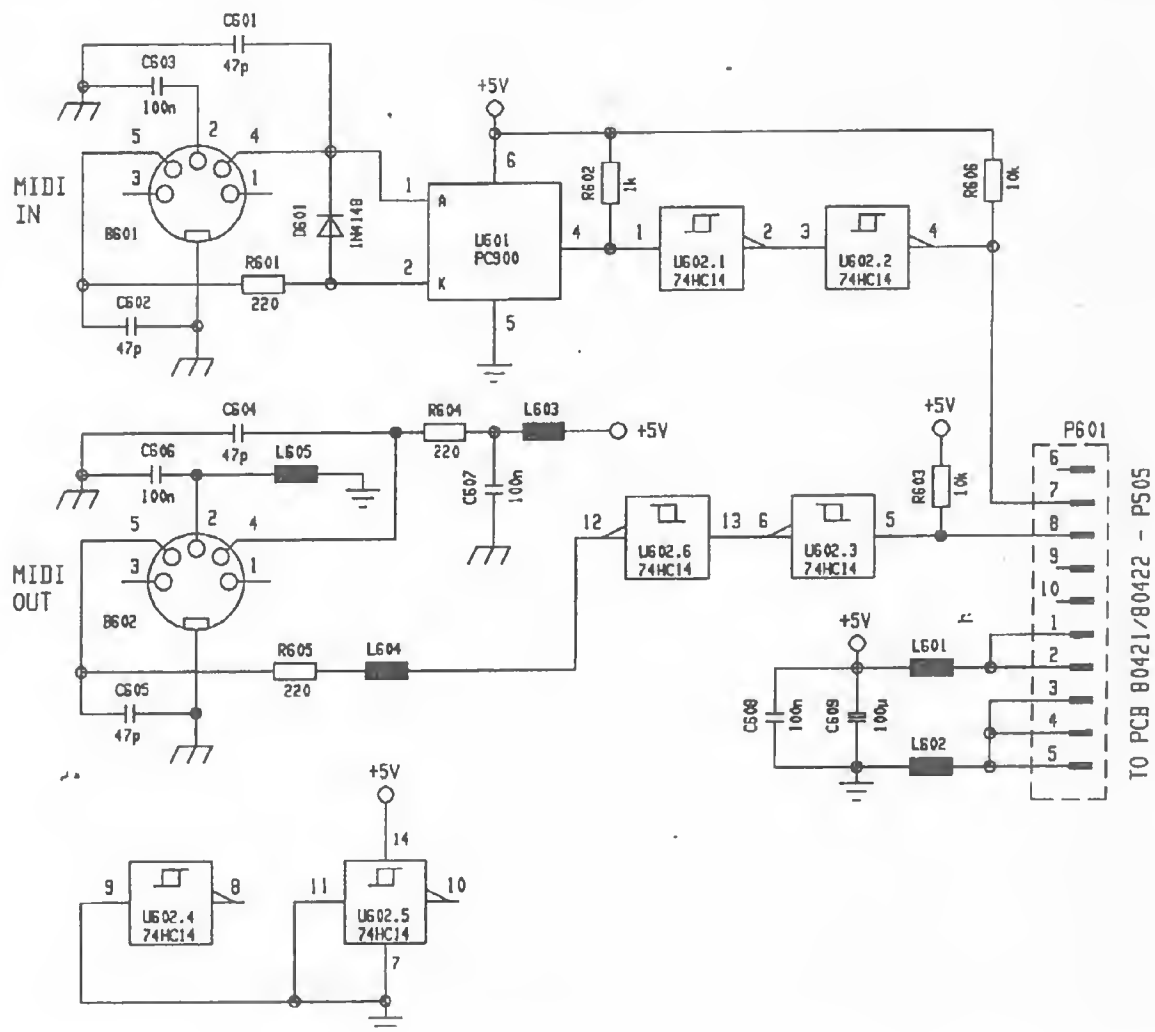 C601
47p
C603
100n
5
2
4
3
1
MIDI
IN
B601
D601
1N4148
R601
220
C602
47p
+5V
6
1
A
U601
PC900
4
2
K
5
R602
1k
1
U602.1
74HC14
2
3
U602.2
74HC14
4
R606
10k
C604
47p
R604
220
L603
+5V
C606
100n
L605
C607
100n
5
2
4
3
1
MIDI
OUT
B602
R605
220
L604
C605
47p
12
U602.6
74HC14
13
6
U602.3
74HC14
5
+5V
R603
10k
P601
6
7
8
9
10
1
2
3
4
5
TO PCB 80421/80422 - P505
+5V
L601
C608
100n
C609
100µ
L602
+5V
14
9
U602.4
74HC14
8
11
U602.5
74HC14
10
7